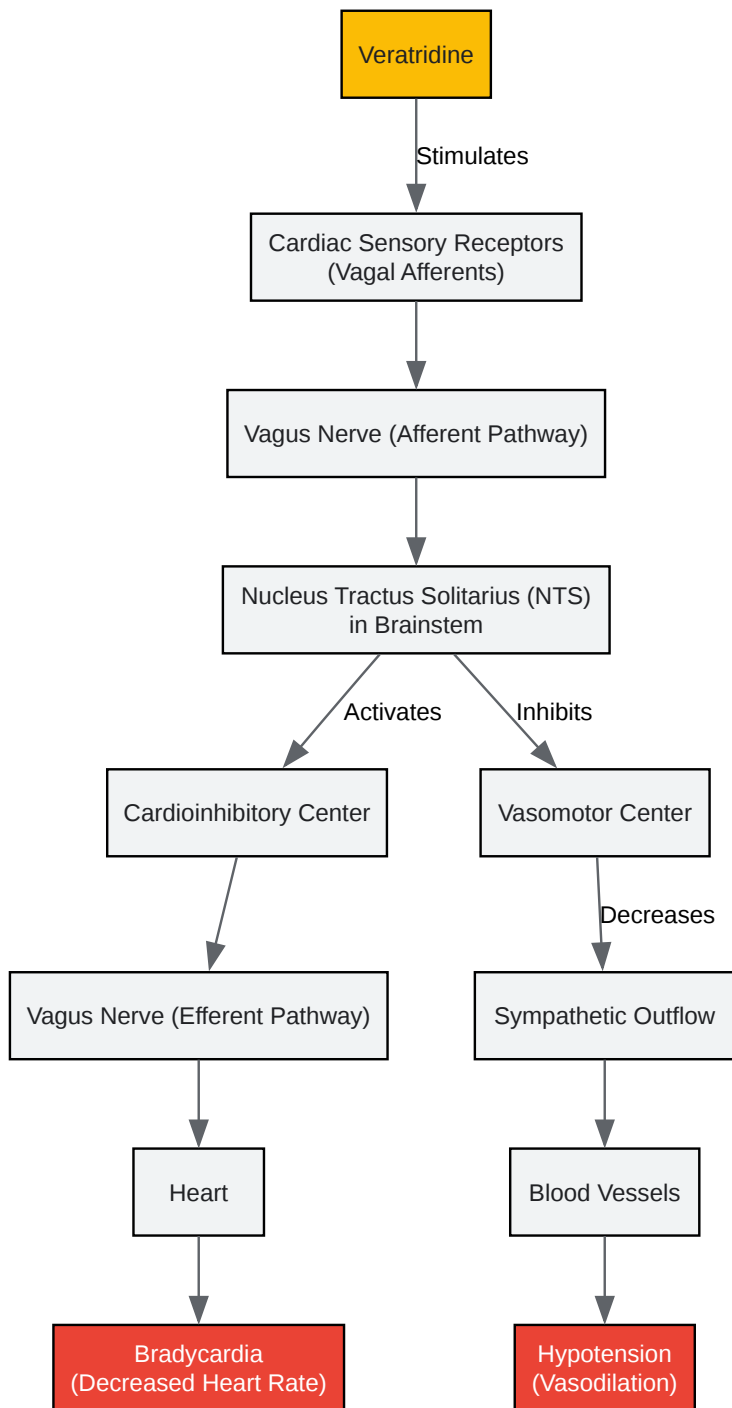 Veratridine
Stimulates
Cardiac Sensory Receptors
(Vagal Afferents)
Vagus Nerve (Afferent Pathway)
Nucleus Tractus Solitarius (NTS)
in Brainstem
Activates
Inhibits
Cardioinhibitory Center
Vasomotor Center
Decreases
Vagus Nerve (Efferent Pathway)
Sympathetic Outflow
Heart
Blood Vessels
Bradycardia
(Decreased Heart Rate)
Hypotension
(Vasodilation)